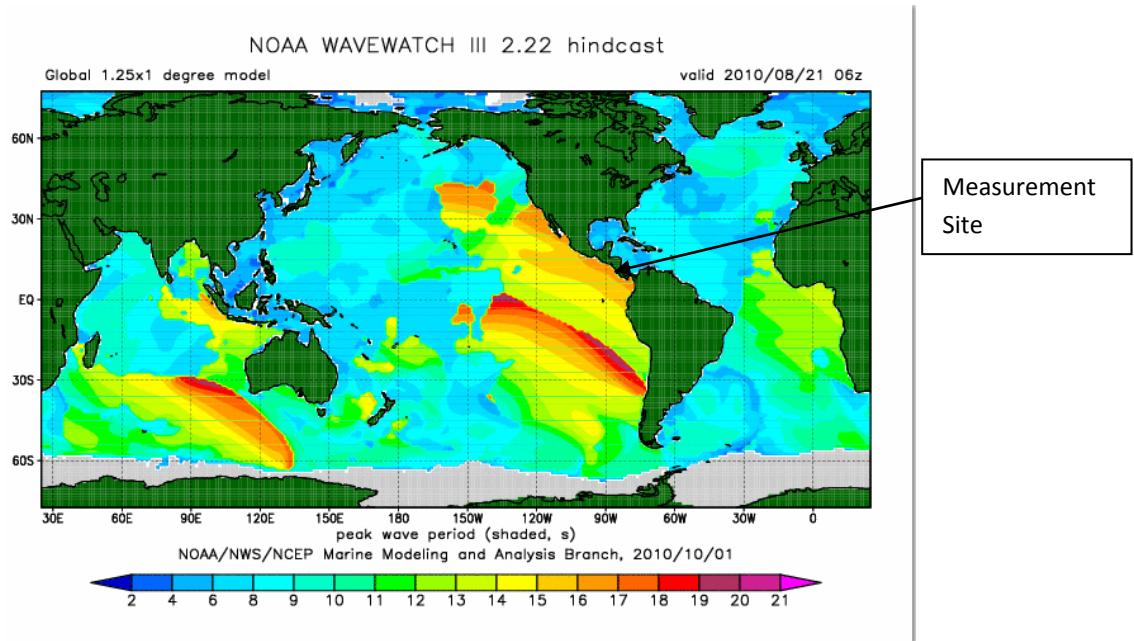 NOAA WAVEWATCH III 2.22 hindcast
Global 1.25x1 degree model
valid 2010/08/21 06z
Measurement
Site
60N
30N
EQ
30S
60S
30E 60E 90E 120E 150E 180 150W 120W 90W 60W 30W 0
peak wave period (shaded, s)
NOAA/NWS/NCEP Marine Modeling and Analysis Branch, 2010/10/01
2 4 6 8 9 10 11 12 13 14 15 16 17 18 19 20 21